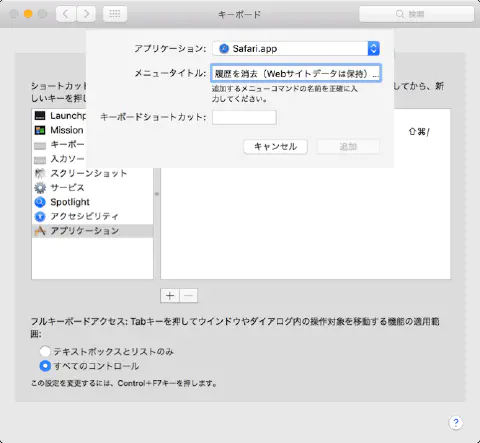 キーボード
検索
アプリケーション: Safari.app
メニュータイトル: 履歴を消去（Webサイトデータは保持）...
追加するメニューコマンドの名前を正確に入
力してください。
キーボードショートカット:
キャンセル 追加
ショートカット
してから、新
しいキーを押し
Launchp
Mission
キーボー
入力ソー
スクリーンショット
サービス
Spotlight
アクセシビリティ
アプリケーション
⇧⌘/
フルキーボードアクセス: Tabキーを押してウインドウやダイアログ内の操作対象を移動する機能の適用範
囲:
テキストボックスとリストのみ
すべてのコントロール
この設定を変更するには、Control＋F7キーを押します。
?